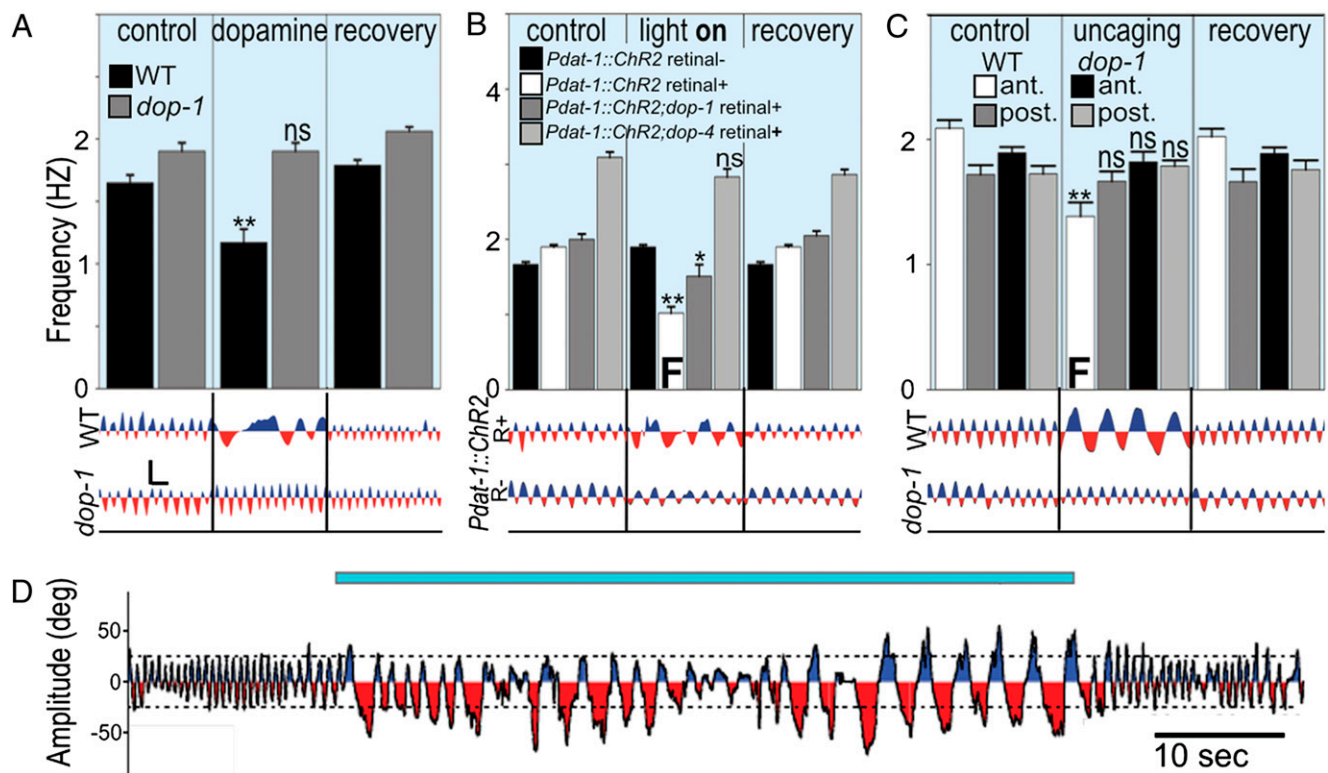 A
control dopamine recovery
WT
dop-1
ns
**
2
1
0
Frequency (HZ)
WT
dop-1
B
control light on recovery
Pdat-1::ChR2 retinal-
Pdat-1::ChR2 retinal+
Pdat-1::ChR2;dop-1 retinal+
Pdat-1::ChR2;dop-4 retinal+
ns
*
**
F
4
2
0
Pdat-1::ChR2
R+
R-
C
control uncaging recovery
WT dop-1
ant. ant.
post. post.
** ns ns ns
F
2
1
0
WT
dop-1
D
Amplitude (deg)
50
0
-50
10 sec